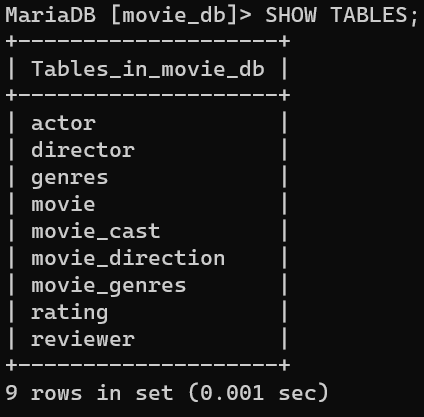 MariaDB [movie_db]> SHOW TABLES;
+--------------------+
| Tables_in_movie_db |
+--------------------+
| actor              |
| director           |
| genres             |
| movie              |
| movie_cast         |
| movie_direction    |
| movie_genres       |
| rating             |
| reviewer           |
+--------------------+
9 rows in set (0.001 sec)